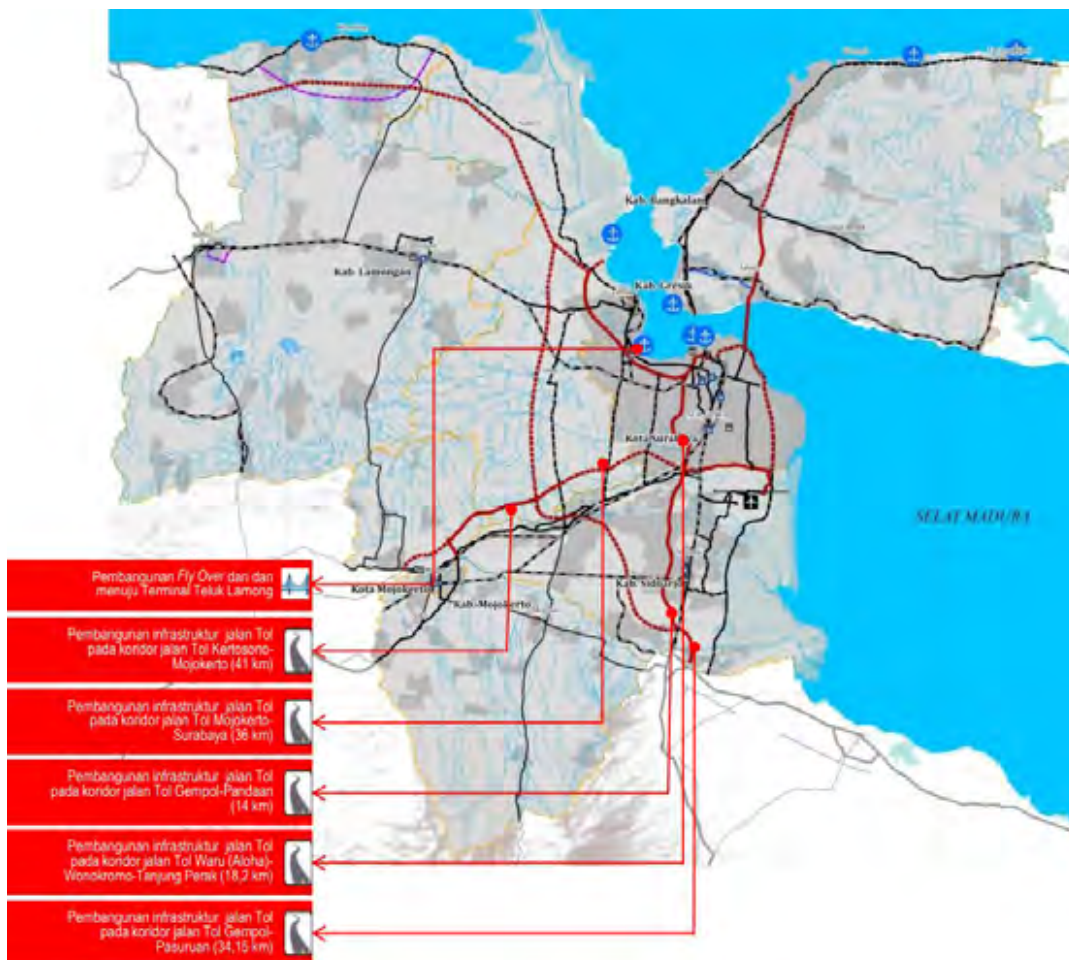 Kab. Bangkalan
Kab. Lamongan
Kab. Gresik
SELAT MADURA
Kota Mojokerto
Kab. Mojokerto
Pembangunan Fly Over dari dan
menuju Terminal Teluk Lamong
Pembangunan infrastruktur jalan Tol
pada koridor jalan Tol Kertosono-
Mojokerto (41 km)
Pembangunan infrastruktur jalan Tol
pada koridor jalan Tol Mojokerto-
Surabaya (36 km)
Pembangunan infrastruktur jalan Tol
pada koridor jalan Tol Gempol-Pandaan
(14 km)
Pembangunan infrastruktur jalan Tol
pada koridor jalan Tol Waru (Aloha)-
Wonokromo-Tanjung Perak (18,2 km)
Pembangunan infrastruktur jalan Tol
pada koridor jalan Tol Gempol-
Pasuruan (34,15 km)